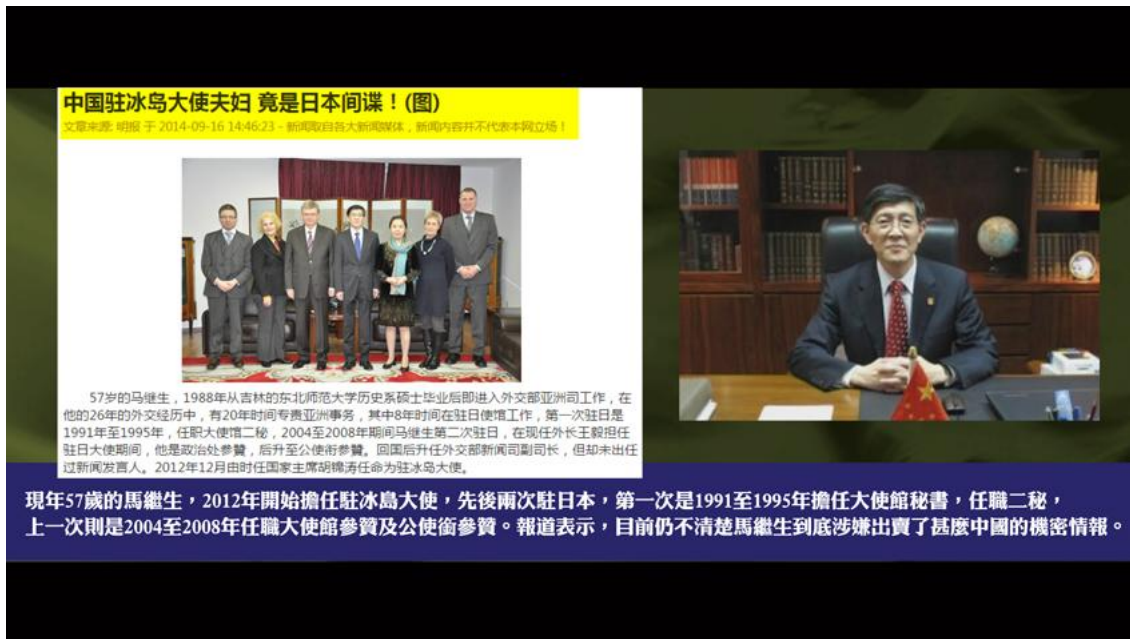 中国驻冰岛大使夫妇 竟是日本间谍！(图)
文章来源: 明报 于 2014-09-16 14:46:23 - 新闻取自各大新闻媒体，新闻内容并不代表本网立场！
57岁的马继生，1988年从吉林的东北师范大学历史系硕士毕业后即进入外交部亚洲司工作，在
他的26年的外交经历中，有20年时间专责亚洲事务，其中8年时间在驻日使馆工作，第一次驻日是
1991年至1995年，任职大使馆二秘，2004至2008年期间马继生第二次驻日，在现任外长王毅担任
驻日大使期间，他是政治处参贊，后升至公使衔参贊。回国后升任外交部新闻司副司长，但却未出任
过新闻发言人。2012年12月由时任国家主席胡锦涛任命为驻冰岛大使。
現年57歲的馬繼生，2012年開始擔任駐冰島大使，先後兩次駐日本，第一次是1991至1995年擔任大使館秘書，任職二秘，
上一次則是2004至2008年任職大使館參贊及公使銜參贊。報道表示，目前仍不清楚馬繼生到底涉嫌出賣了甚麼中國的機密情報。